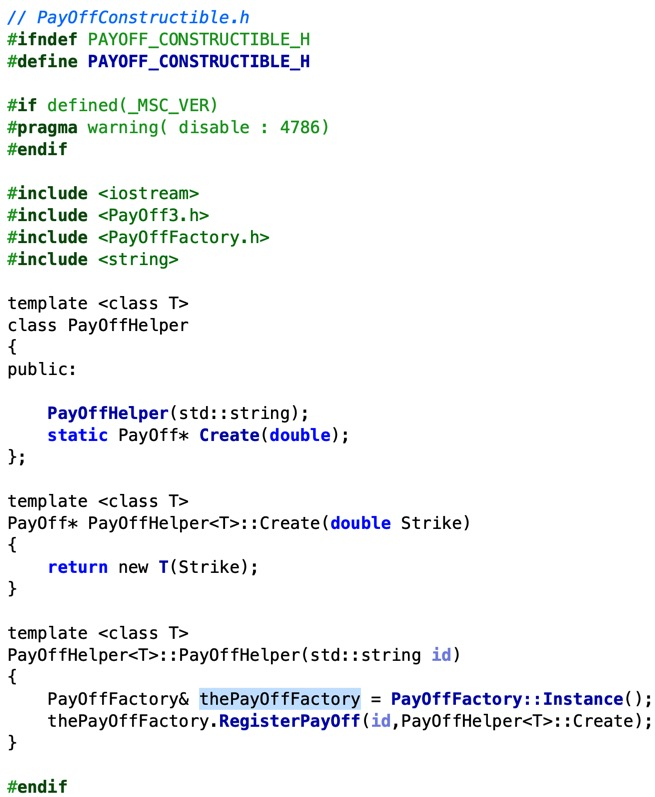 // PayOffConstructible.h
#ifndef PAYOFF_CONSTRUCTIBLE_H
#define PAYOFF_CONSTRUCTIBLE_H
#if defined(_MSC_VER)
#pragma warning( disable : 4786)
#endif
#include <iostream>
#include <PayOff3.h>
#include <PayOffFactory.h>
#include <string>
template <class T>
class PayOffHelper
{
public:
PayOffHelper(std::string);
static PayOff* Create(double);
};
template <class T>
PayOff* PayOffHelper<T>::Create(double Strike)
{
return new T(Strike);
}
template <class T>
PayOffHelper<T>::PayOffHelper(std::string id)
{
PayOffFactory& thePayOffFactory = PayOffFactory::Instance();
thePayOffFactory.RegisterPayOff(id,PayOffHelper<T>::Create);
}
#endif